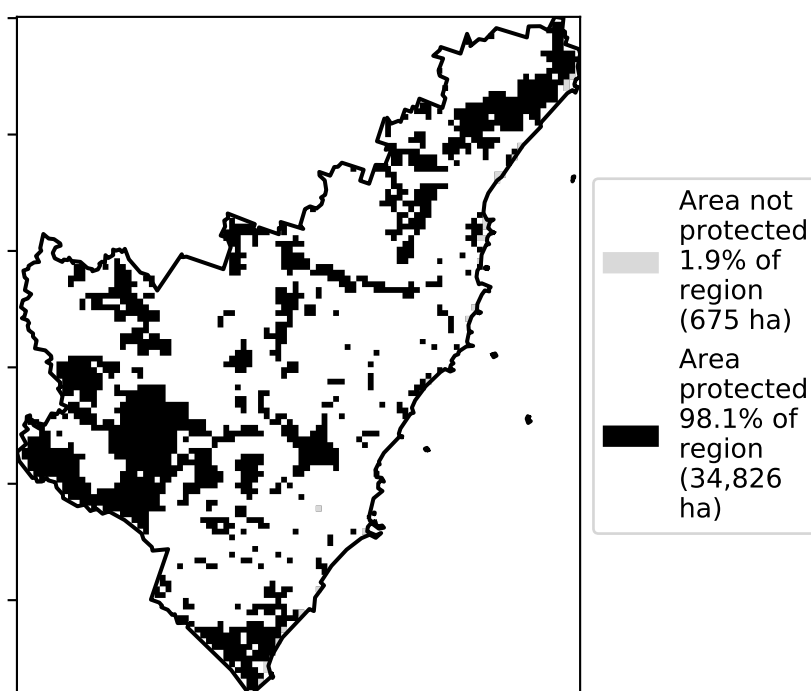 Area not
protected
1.9% of
region
(675 ha)
Area
protected
98.1% of
region
(34,826
ha)